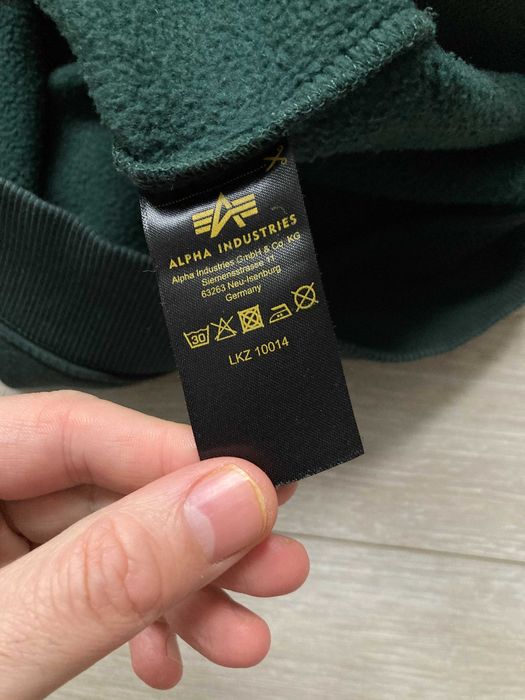 ALPHA INDUSTRIES
Alpha Industries GmbH & Co. KG
Siemensstrasse 11
63263 Neu-Isenburg
Germany
30
LKZ 10014